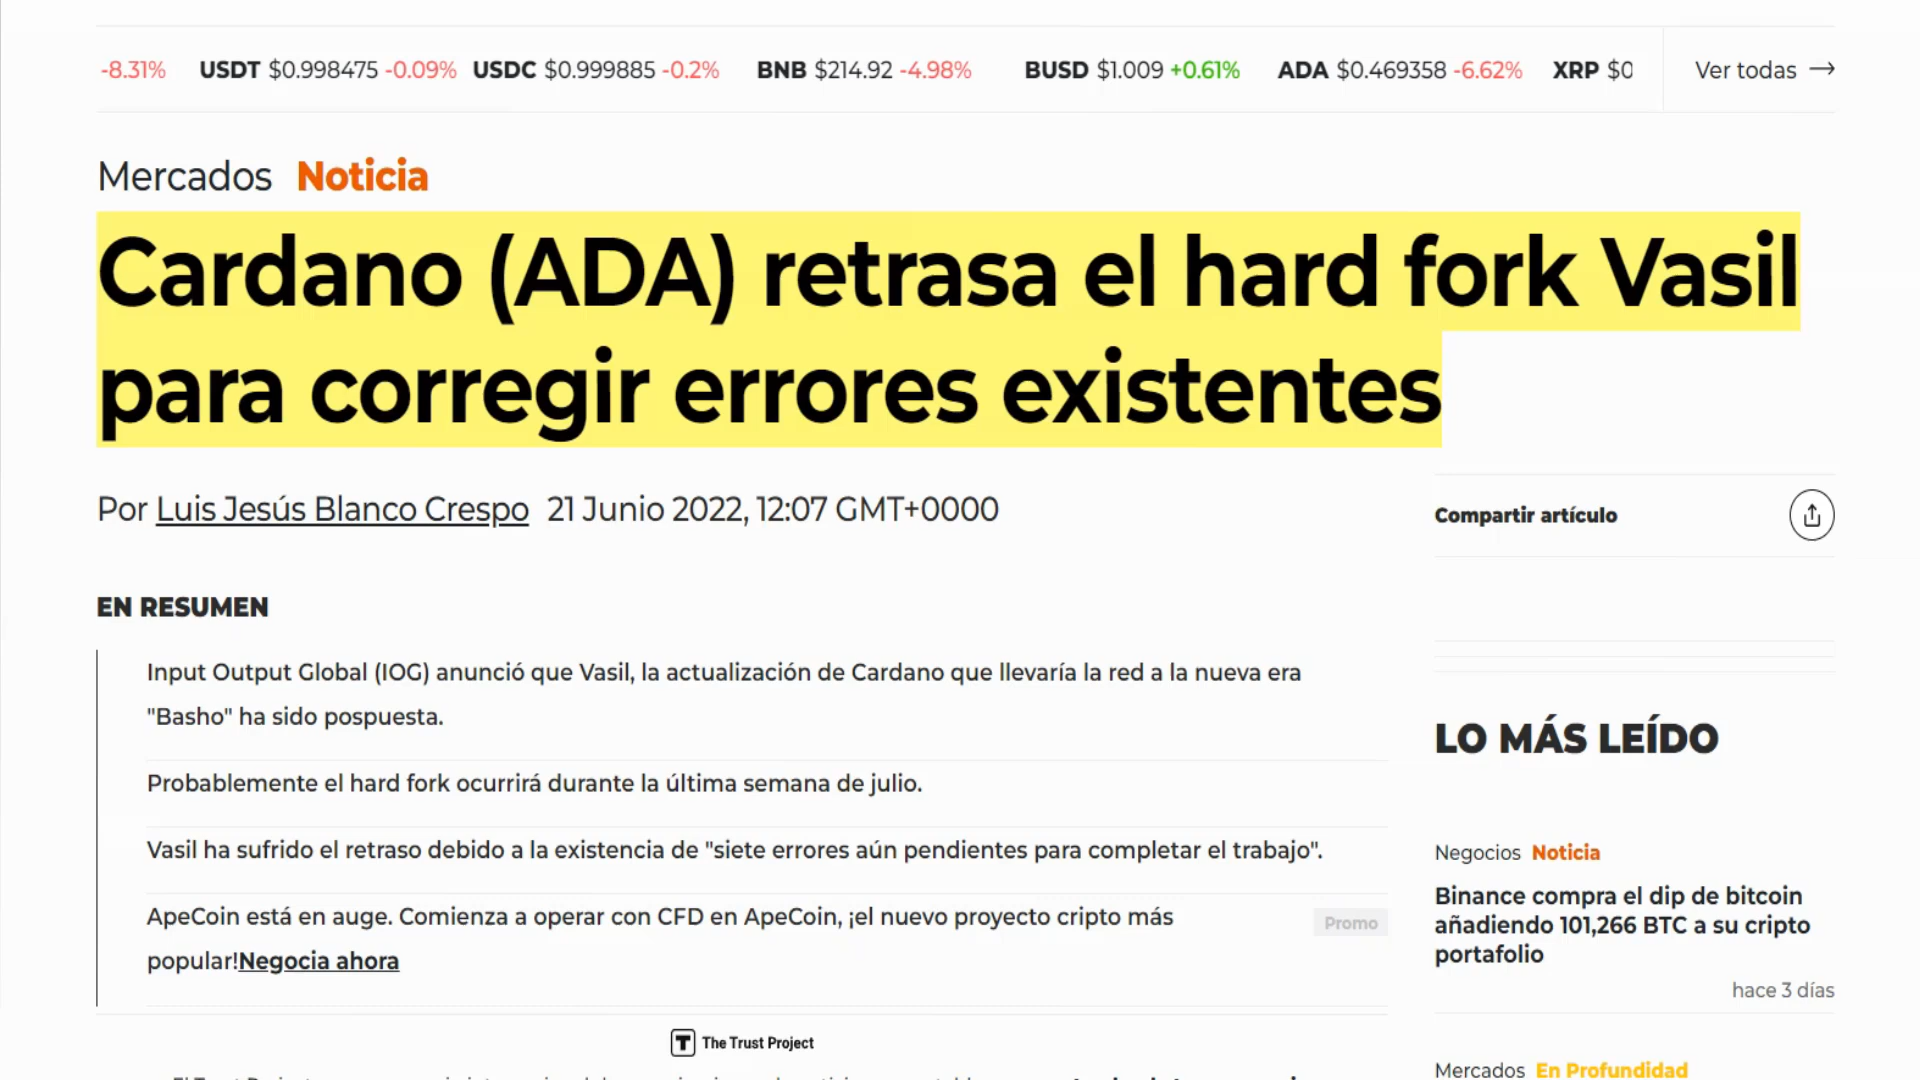 -8.31% USDT $0.998475 -0.09% USDC $0.999885 -0.2% BNB $214.92 -4.98% BUSD $1.009 +0.61% ADA $0.469358 -6.62% XRP Ver todas
Mercados Noticia
Cardano (ADA) retrasa el hard fork Vasil
para corregir errores existentes
Por Luis Jesús Blanco Crespo 21 Junio 2022, 12:07 GMT+0000
Compartir artículo
EN RESUMEN
Input Output Global (IOG) anunció que Vasil, la actualización de Cardano que llevaría la red a la nueva era
"Basho" ha sido pospuesta.
Probablemente el hard fork ocurrirá durante la última semana de julio.
Vasil ha sufrido el retraso debido a la existencia de "siete errores aún pendientes para completar el trabajo".
ApeCoin está en auge. Comienza a operar con CFD en ApeCoin, ¡el nuevo proyecto cripto más
popular!Negocia ahora
Promo
The Trust Project
LO MÁS LEÍDO
Negocios Noticia
Binance compra el dip de bitcoin
añadiendo 101,266 BTC a su cripto
portafolio
hace 3 días
Mercados En Profundidad